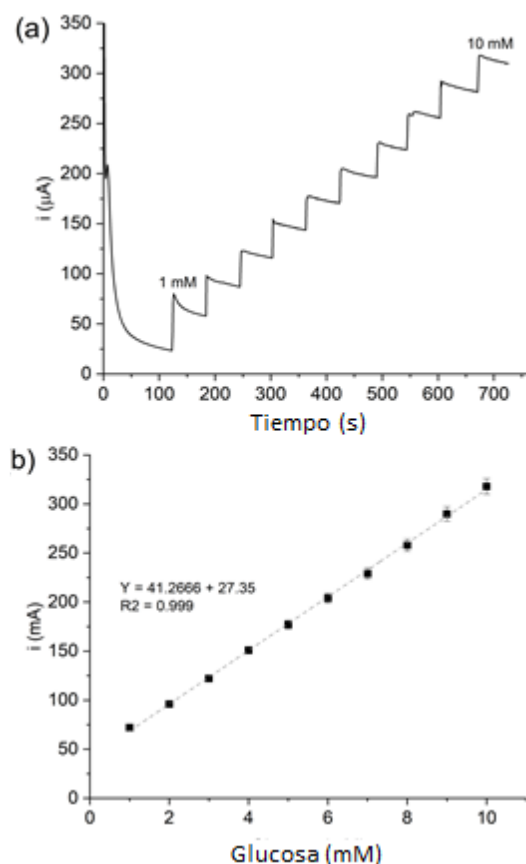 (a)
350
300
250
200
150
100
50
0
i (µA)
10 mM
1 mM
0 100 200 300 400 500 600 700
Tiempo (s)
b)
350
300
250
200
150
100
50
0
i (mA)
Y = 41.2666 + 27.35
R2 = 0.999
0 2 4 6 8 10
Glucosa (mM)